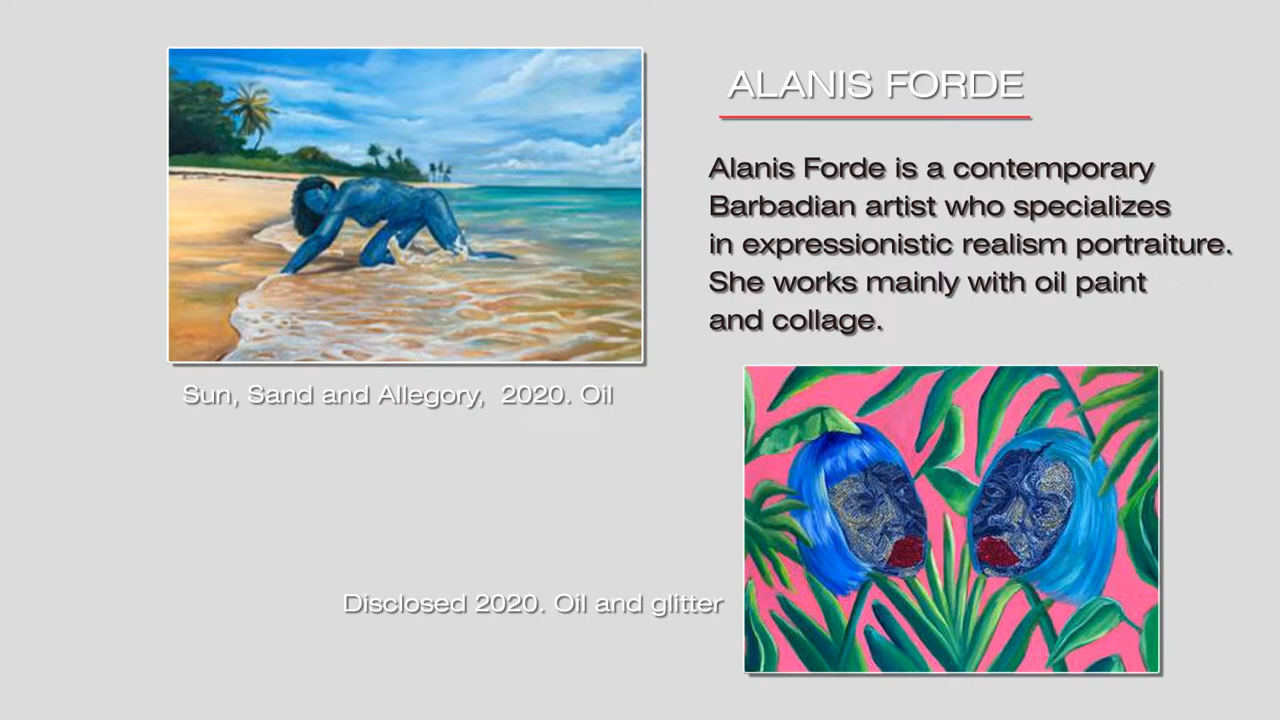 ALANIS FORDE
Alanis Forde is a contemporary
Barbadian artist who specializes
in expressionistic realism portraiture.
She works mainly with oil paint
and collage.
Sun, Sand and Allegory, 2020. Oil
Disclosed 2020. Oil and glitter